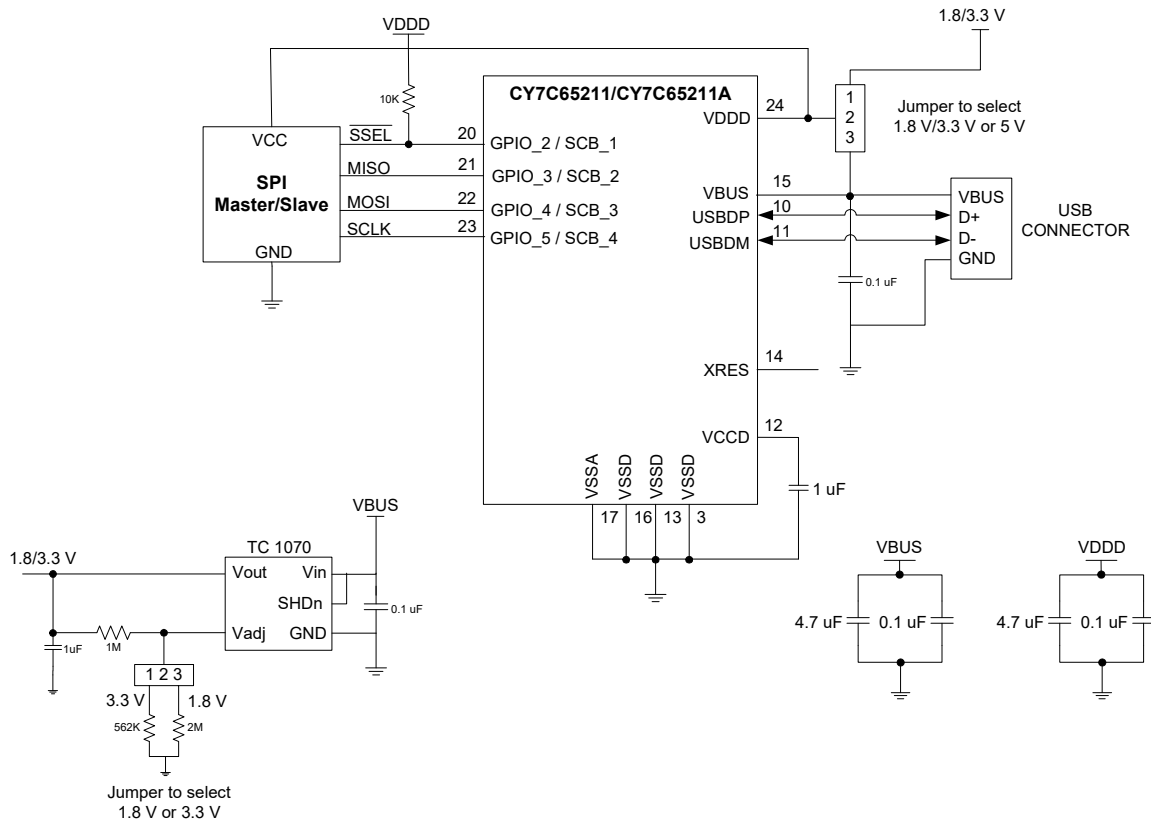 VDDD
1.8/3.3 V
10K
CY7C65211/CY7C65211A
VCC
SPI
Master/Slave
GND
SSEL
MISO
MOSI
SCLK
20
21
22
23
GPIO_2 / SCB_1
GPIO_3 / SCB_2
GPIO_4 / SCB_3
GPIO_5 / SCB_4
VDDD
24
1
2
3
Jumper to select
1.8 V/3.3 V or 5 V
VBUS
15
USBDP
10
USBDM
11
VBUS
D+
D-
GND
USB
CONNECTOR
0.1 uF
XRES
14
VCCD
12
1 uF
VSSA
VSSD
VSSD
VSSD
17
16
13
3
VBUS
1.8/3.3 V
TC 1070
Vout
Vin
SHDn
Vadj
GND
0.1 uF
1uF
1M
1 2 3
3.3 V
1.8 V
562K
2M
Jumper to select
1.8 V or 3.3 V
VBUS
4.7 uF
0.1 uF
VDDD
4.7 uF
0.1 uF